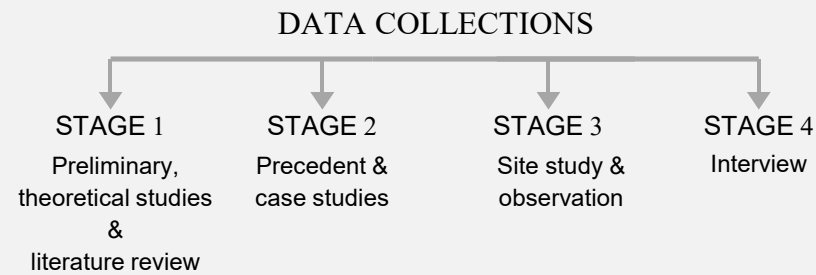 DATA COLLECTIONS
STAGE 1
Preliminary,
theoretical studies
&
literature review
STAGE 2
Precedent &
case studies
STAGE 3
Site study &
observation
STAGE 4
Interview